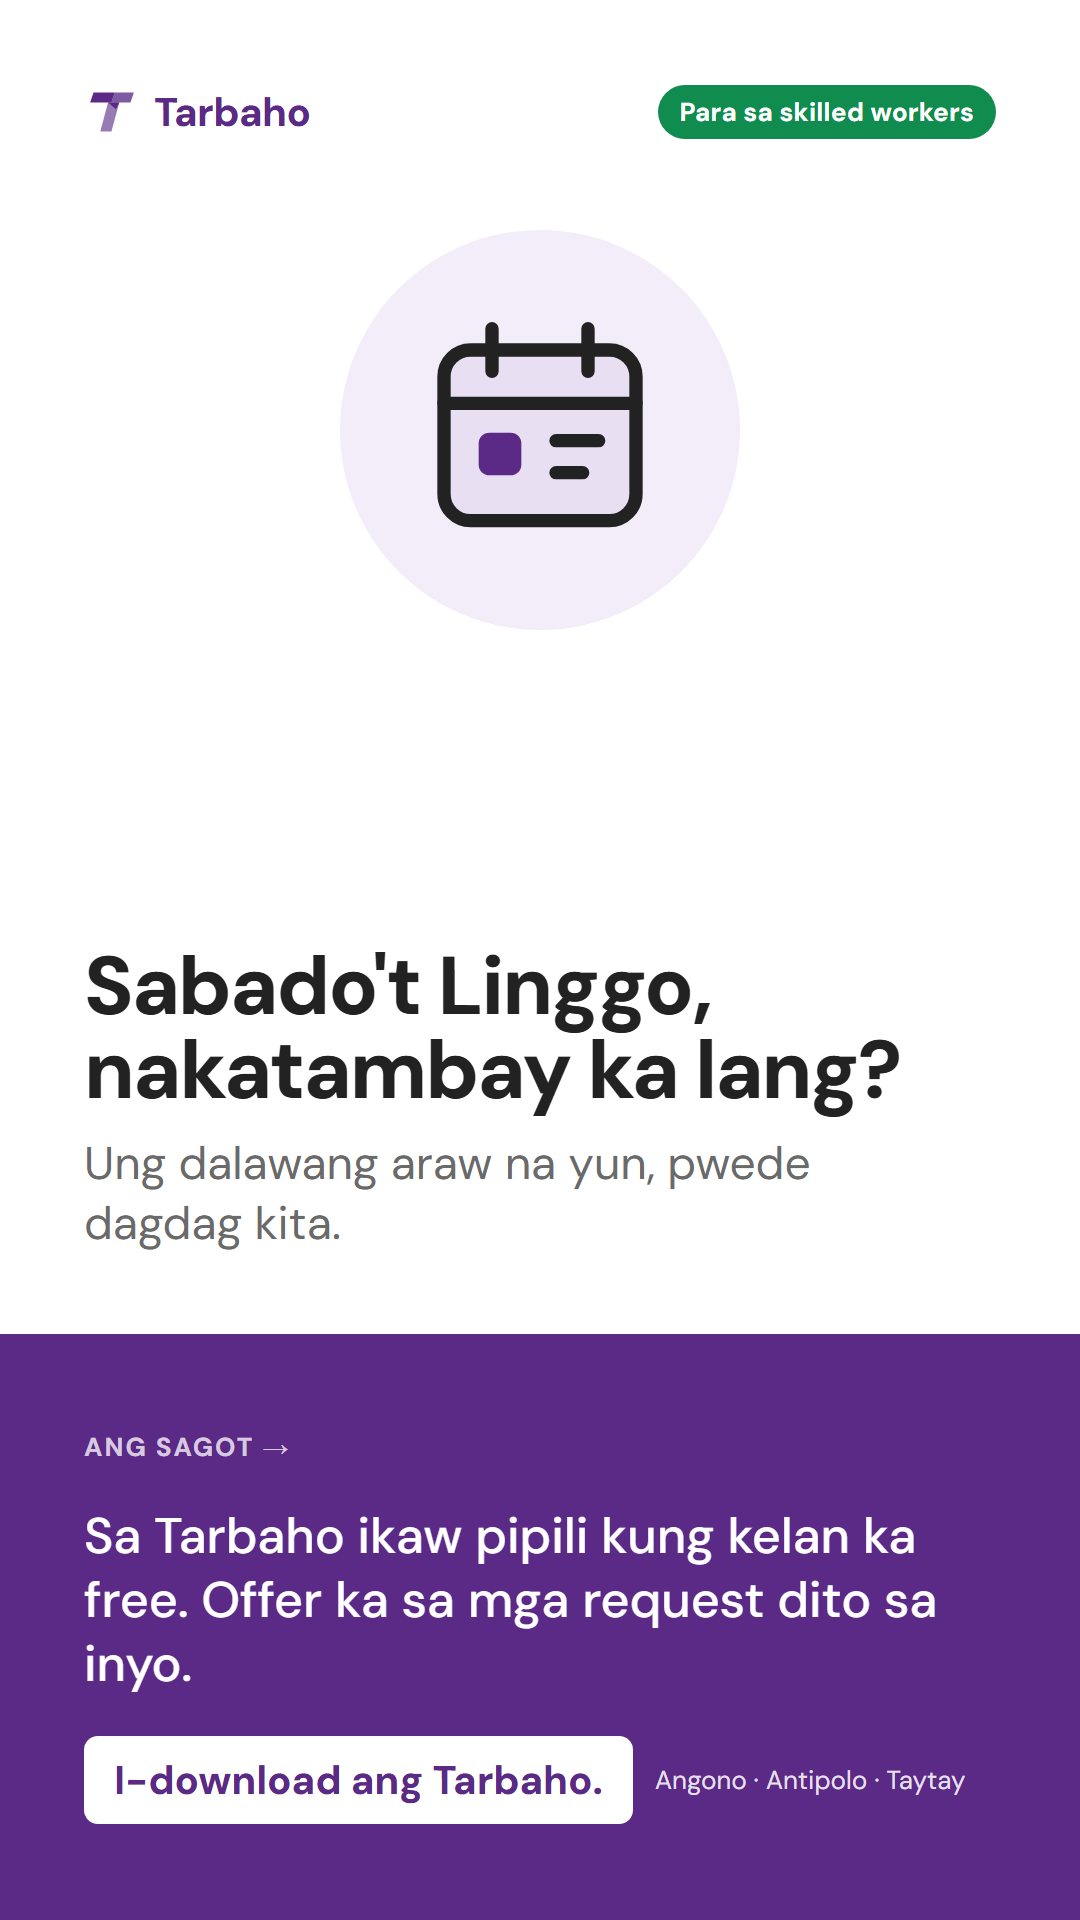 Tarbaho
Para sa skilled workers
Sabado't Linggo,
nakatambay ka lang?
Ung dalawang araw na yun, pwede
dagdag kita.
ANG SAGOT →
Sa Tarbaho ikaw pipili kung kelan ka
free. Offer ka sa mga request dito sa
inyo.
I-download ang Tarbaho.
Angono · Antipolo · Taytay